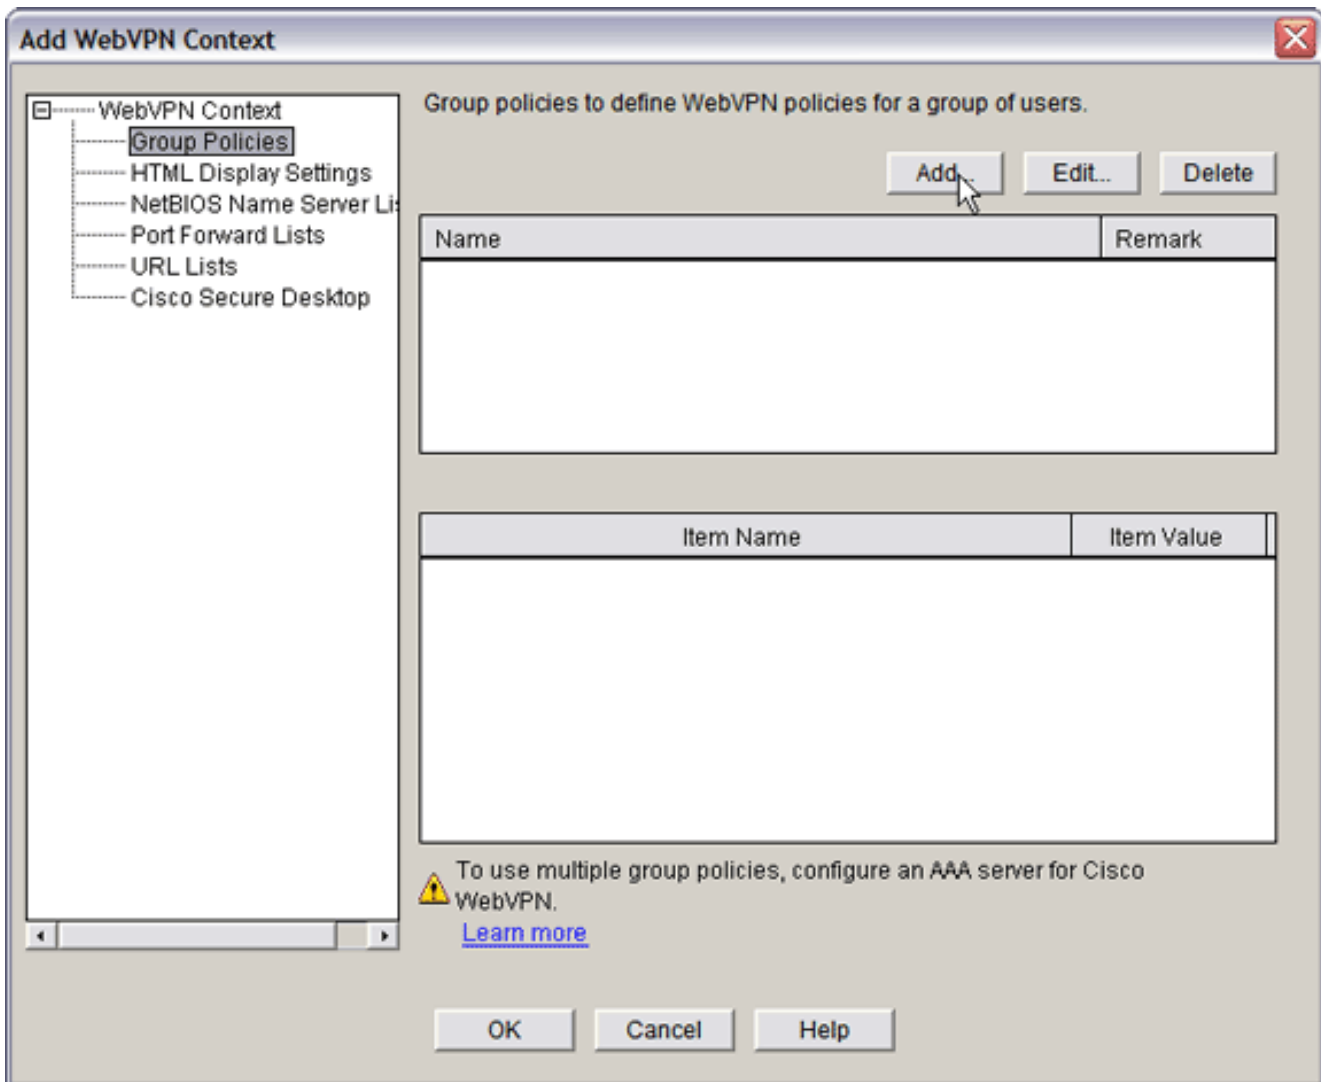 Add WebVPN Context
WebVPN Context
Group Policies
HTML Display Settings
NetBIOS Name Server Lis
Port Forward Lists
URL Lists
Cisco Secure Desktop
Group policies to define WebVPN policies for a group of users.
Add... Edit... Delete
Name Remark
Item Name Item Value
To use multiple group policies, configure an AAA server for Cisco
WebVPN.
Learn more
OK Cancel Help